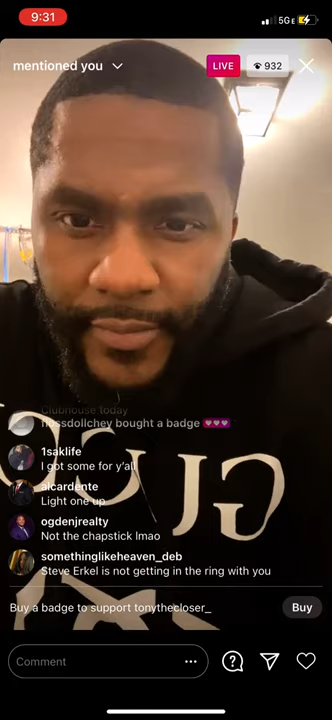 9:31
5GE
mentioned you
LIVE
932
Clubhouse today
bossdollchey bought a badge
1saklife
I got some for y'all
alcardente
Light one up
ogdenjrealty
Not the chapstick lmao
somethinglikeheaven_deb
Steve Erkel is not getting in the ring with you
Buy a badge to support tonythecloser_
Buy
Comment